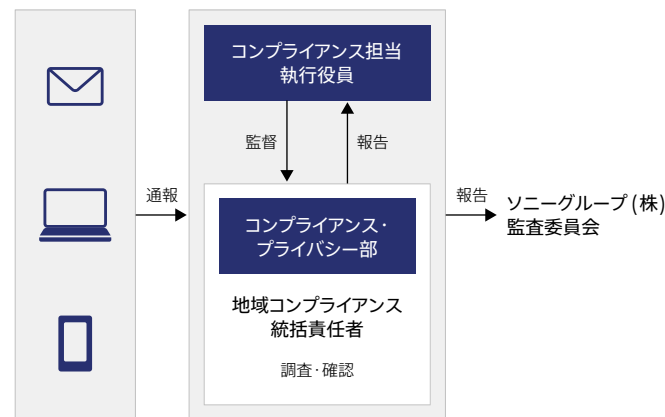 コンプライアンス担当
執行役員
監督
報告
通報
コンプライアンス・
プライバシー部
報告
ソニーグループ(株)
監査委員会
地域コンプライアンス
統括責任者
調査・確認